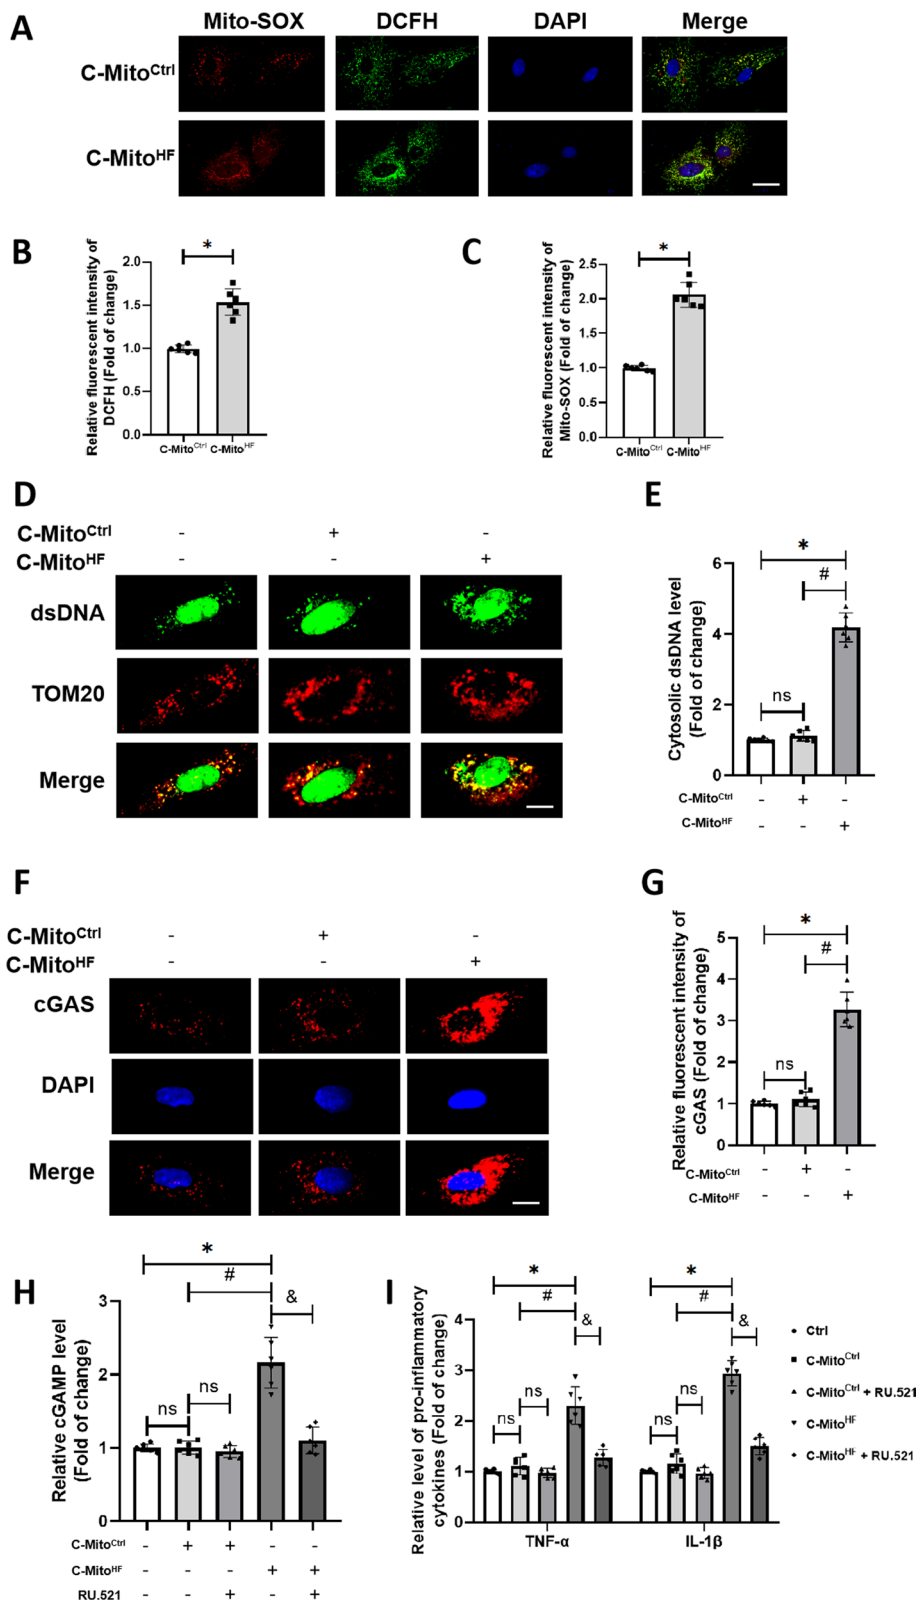 A
Mito-SOX DCFH DAPI Merge
C-Mito^Ctrl
C-Mito^HF
B
Relative fluorescent intensity of
DCFH (Fold of change)
2.0
1.5
1.0
0.5
0.0
*
C-Mito^Ctrl C-Mito^HF
C
Relative fluorescent intensity of
Mito-SOX (Fold of change)
2.5
2.0
1.5
1.0
0.5
0.0
*
C-Mito^Ctrl C-Mito^HF
D
C-Mito^Ctrl - + -
C-Mito^HF - - +
dsDNA
TOM20
Merge
E
Cytosolic dsDNA level
(Fold of change)
6
4
2
0
*
#
ns
C-Mito^Ctrl - + -
C-Mito^HF - - +
F
C-Mito^Ctrl - + -
C-Mito^HF - - +
cGAS
DAPI
Merge
G
Relative fluorescent intensity of
cGAS (Fold of change)
5
4
3
2
1
0
*
#
ns
C-Mito^Ctrl - + -
C-Mito^HF - - +
H
Relative cGAMP level
(Fold of change)
3
2
1
0
*
#
&
ns
ns
C-Mito^Ctrl - + + - -
C-Mito^HF - - - + +
RU.521 - - + - +
I
Relative level of pro-inflammatory
cytokines (Fold of change)
4
3
2
1
0
* *
# #
& &
ns ns
ns ns
TNF-α IL-1β
Ctrl
C-Mito^Ctrl
C-Mito^Ctrl + RU.521
C-Mito^HF
C-Mito^HF + RU.521